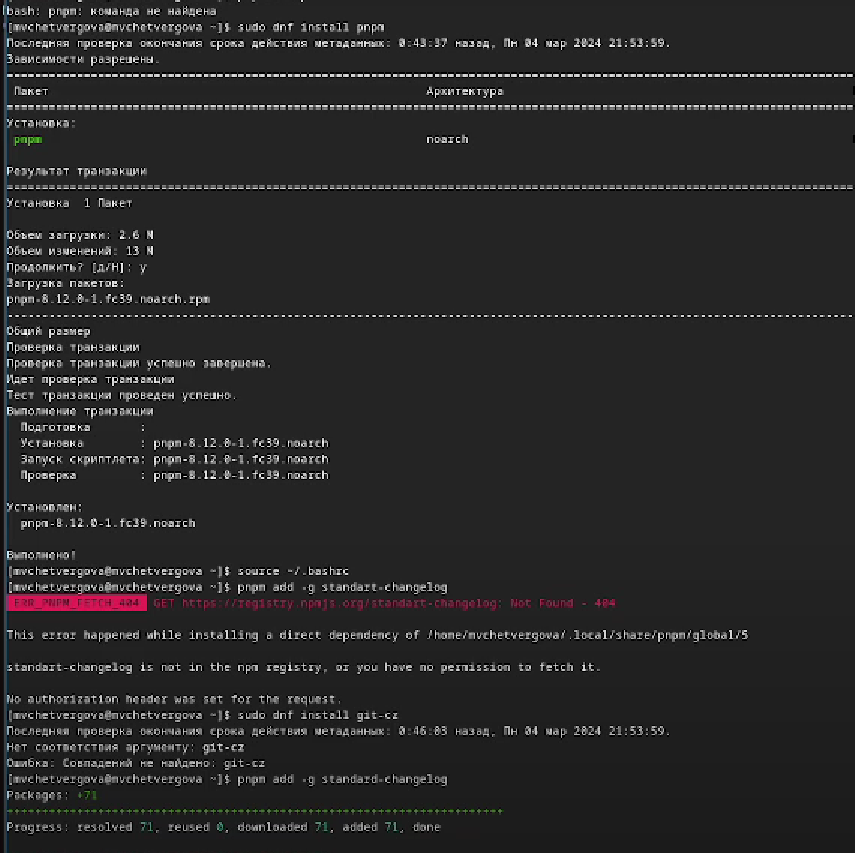 bash: pnpm: команда не найдена
[mvchetvergova@mvchetvergova ~]$ sudo dnf install pnpm
Последняя проверка окончания срока действия метаданных: 0:43:37 назад, Пн 04 мар 2024 21:53:59.
Зависимости разрешены.
Пакет Архитектура
Установка:
pnpm noarch
Результат транзакции
Установка 1 Пакет
Объем загрузки: 2.6 M
Объем изменений: 13 M
Продолжить? [д/Н]: y
Загрузка пакетов:
pnpm-8.12.0-1.fc39.noarch.rpm
Общий размер
Проверка транзакции
Проверка транзакции успешно завершена.
Идет проверка транзакции
Тест транзакции проведен успешно.
Выполнение транзакции
Подготовка :
Установка : pnpm-8.12.0-1.fc39.noarch
Запуск скриптлета: pnpm-8.12.0-1.fc39.noarch
Проверка : pnpm-8.12.0-1.fc39.noarch
Установлен:
pnpm-8.12.0-1.fc39.noarch
Выполнено!
[mvchetvergova@mvchetvergova ~]$ source ~/.bashrc
[mvchetvergova@mvchetvergova ~]$ pnpm add -g standart-changelog
ERR_PNPM_FETCH_404 GET https://registry.npmjs.org/standart-changelog: Not Found - 404
This error happened while installing a direct dependency of /home/mvchetvergova/.local/share/pnpm/global/5
standart-changelog is not in the npm registry, or you have no permission to fetch it.
No authorization header was set for the request.
[mvchetvergova@mvchetvergova ~]$ sudo dnf install git-cz
Последняя проверка окончания срока действия метаданных: 0:46:03 назад, Пн 04 мар 2024 21:53:59.
Нет соответствия аргументу: git-cz
Ошибка: Совпадений не найдено: git-cz
[mvchetvergova@mvchetvergova ~]$ pnpm add -g standard-changelog
Packages: +71
+++++++++++++++++++++++++++++++++++++++++++++++++++++++++++++++++++++++
Progress: resolved 71, reused 0, downloaded 71, added 71, done